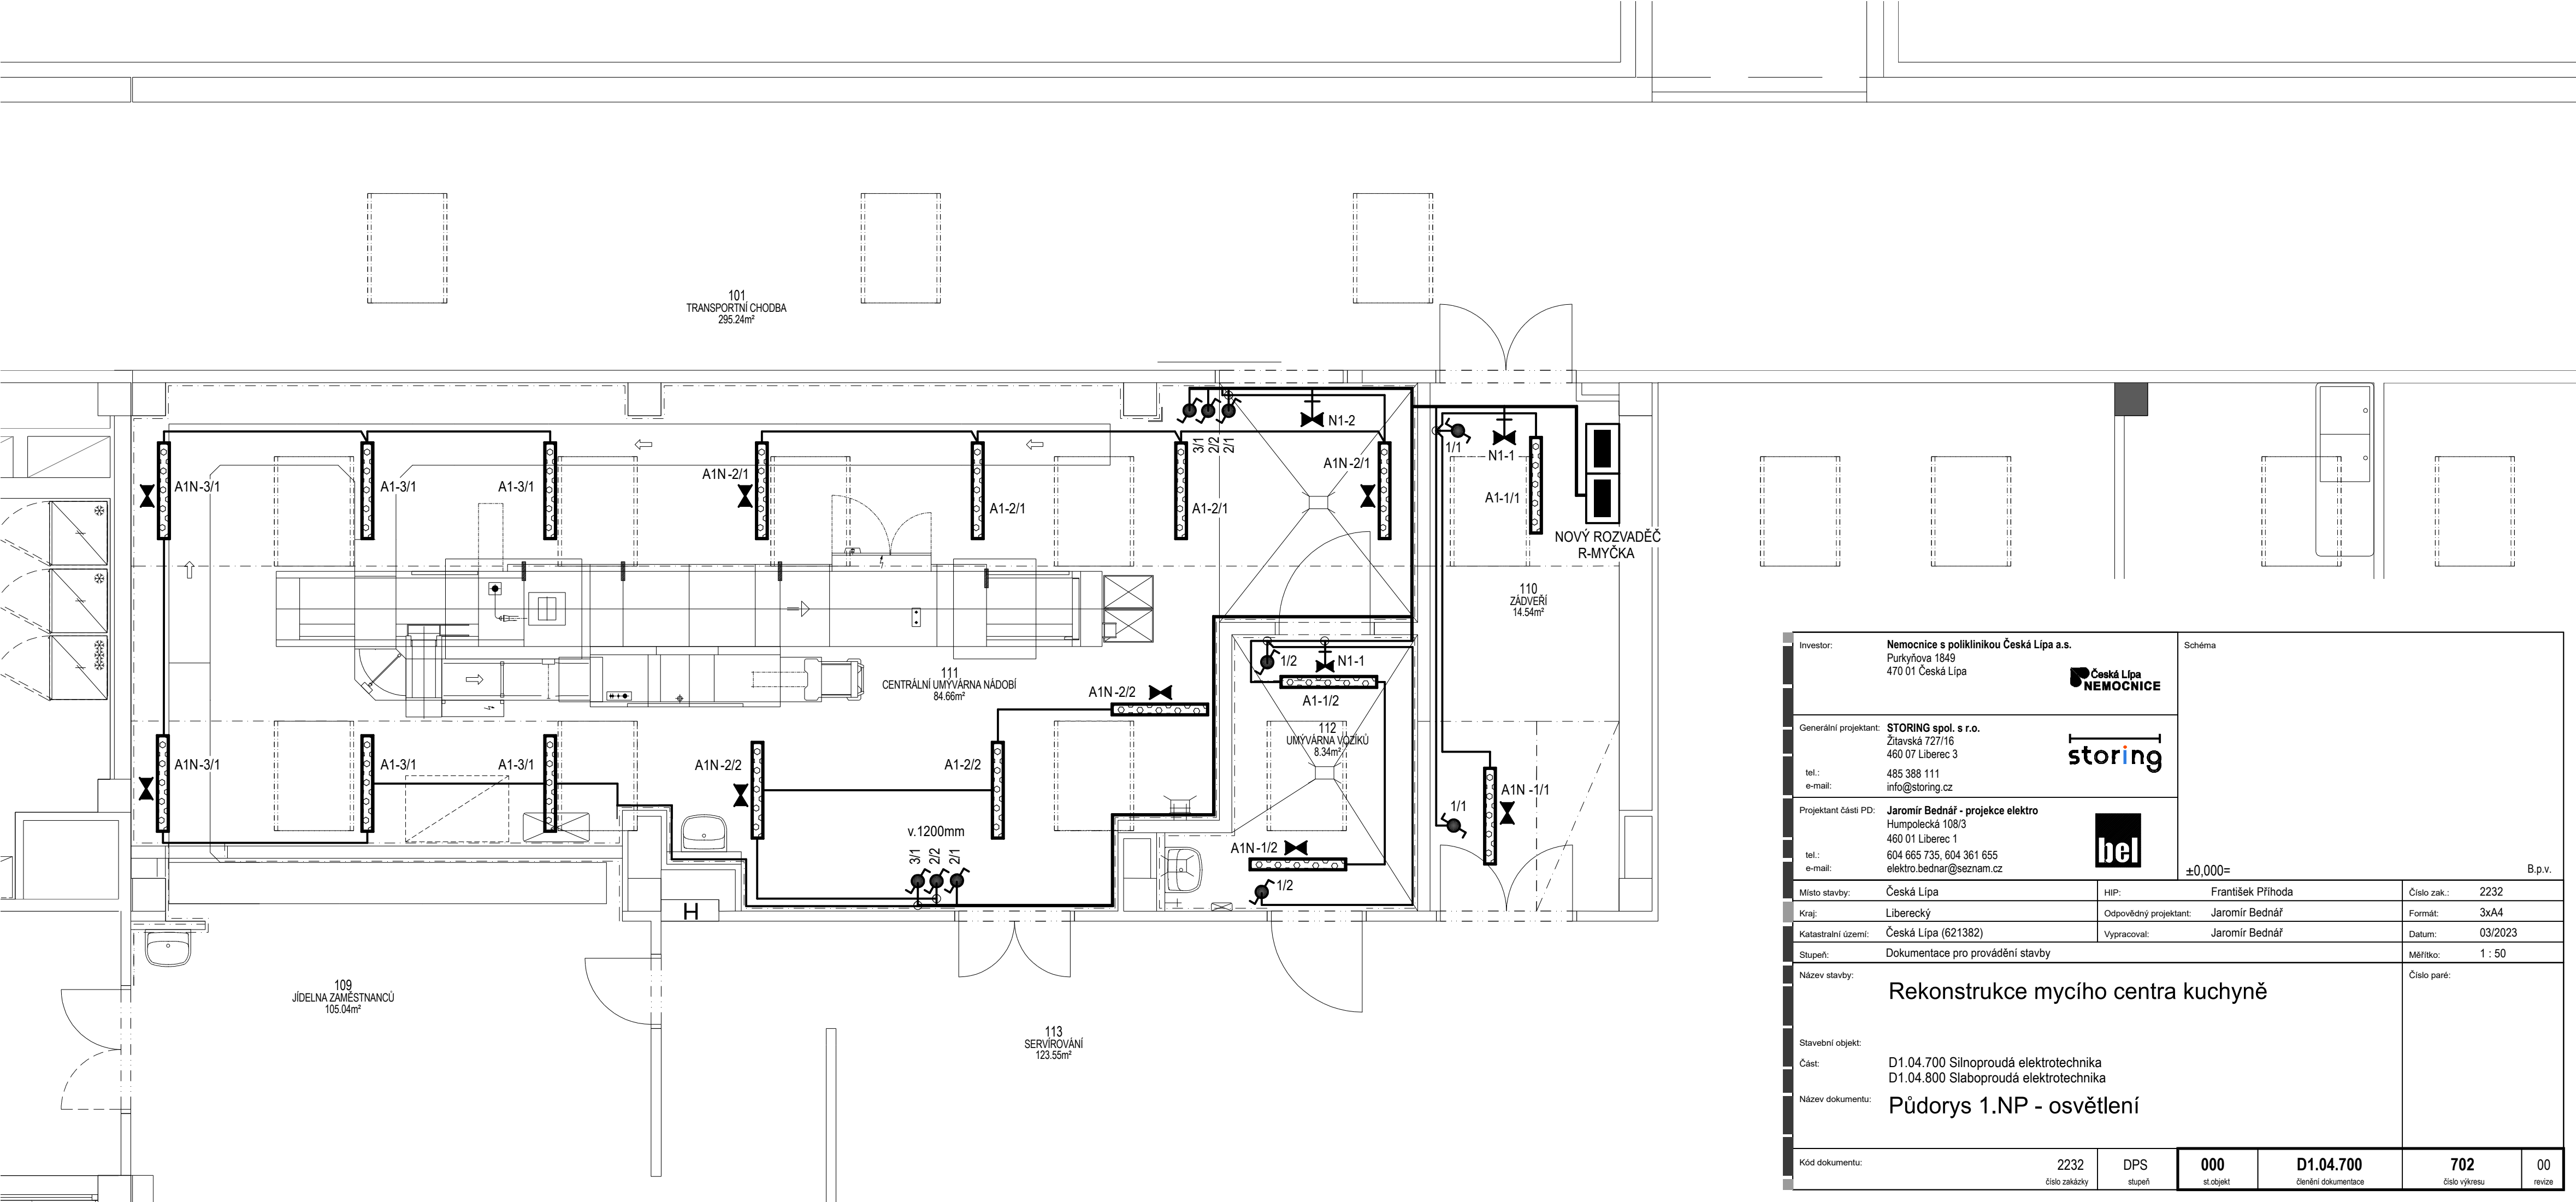 101
TRANSPORTNÍ CHODBA
295.24m²
3/1
2/2
2/1
N1-2
1/1
N1-1
A1N-3/1
A1-3/1
A1-3/1
A1N-2/1
A1-2/1
A1-2/1
A1N-2/1
A1-1/1
NOVÝ ROZVADĚČ
R-MYČKA
110
ZÁDVEŘÍ
14.54m²
111
CENTRÁLNÍ UMÝVÁRNA NÁDOBÍ
84.66m²
1/2
N1-1
A1N-2/2
A1-1/2
112
UMÝVÁRNA VOZÍKŮ
8.34m²
A1N-3/1
A1-3/1
A1-3/1
A1N-2/2
A1-2/2
A1N -1/1
1/1
v.1200mm
3/1
2/2
2/1
A1N-1/2
1/2
H
109
JÍDELNA ZAMĚSTNANCŮ
105.04m²
113
SERVÍROVÁNÍ
123.55m²
Investor: Nemocnice s poliklinikou Česká Lípa a.s.
Purkyňova 1849
470 01 Česká Lípa
Česká Lípa
NEMOCNICE
Schéma
Generální projektant: STORING spol. s r.o.
Žitavská 727/16
460 07 Liberec 3
tel.: 485 388 111
e-mail: info@storing.cz
storing
Projektant části PD: Jaromír Bednář - projekce elektro
Humpolecká 108/3
460 01 Liberec 1
tel.: 604 665 735, 604 361 655
e-mail: elektro.bednar@seznam.cz
bel
±0,000= B.p.v.
Místo stavby: Česká Lípa HIP: František Příhoda Číslo zak.: 2232
Kraj: Liberecký Odpovědný projektant: Jaromír Bednář Formát: 3xA4
Katastralní území: Česká Lípa (621382) Vypracoval: Jaromír Bednář Datum: 03/2023
Stupeň: Dokumentace pro provádění stavby Měřítko: 1 : 50
Název stavby: Číslo paré:
Rekonstrukce mycího centra kuchyně
Stavební objekt:
Část: D1.04.700 Silnoproudá elektrotechnika
D1.04.800 Slaboproudá elektrotechnika
Název dokumentu: Půdorys 1.NP - osvětlení
Kód dokumentu: 2232 DPS 000 D1.04.700 702 00
číslo zakázky stupeň st.objekt členění dokumentace číslo výkresu revize